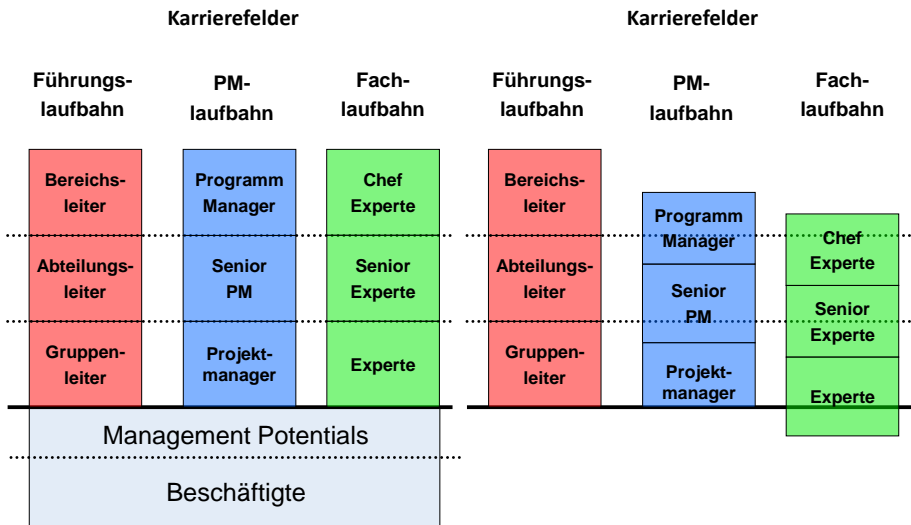 Karrierefelder
Führungs-
laufbahn
PM-
laufbahn
Fach-
laufbahn
Bereichs-
leiter
Programm
Manager
Chef
Experte
Abteilungs-
leiter
Senior
PM
Senior
Experte
Gruppen-
leiter
Projekt-
manager
Experte
Management Potentials
Beschäftigte
Karrierefelder
Führungs-
laufbahn
PM-
laufbahn
Fach-
laufbahn
Bereichs-
leiter
Programm
Manager
Chef
Experte
Abteilungs-
leiter
Senior
PM
Senior
Experte
Gruppen-
leiter
Projekt-
manager
Experte